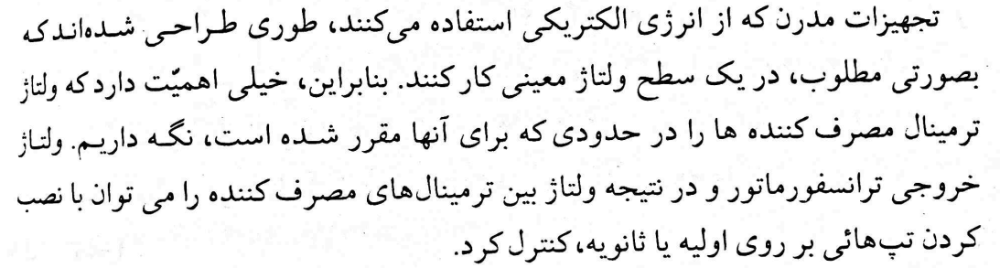 تجهیزات مدرن که از انرژی الکتریکی استفاده می‌کنند، طوری طراحی شده‌اند که
بصورتی مطلوب، در یک سطح ولتاژ معینی کار کنند. بنابراین، خیلی اهمیّت دارد که ولتاژ
ترمینال مصرف کننده ها را در حدودی که برای آنها مقرر شده است، نگه داریم. ولتاژ
خروجی ترانسفورماتور و در نتیجه ولتاژ بین ترمینال‌های مصرف کننده را می توان با نصب
کردن تپ‌هائی بر روی اولیه یا ثانویه، کنترل کرد.